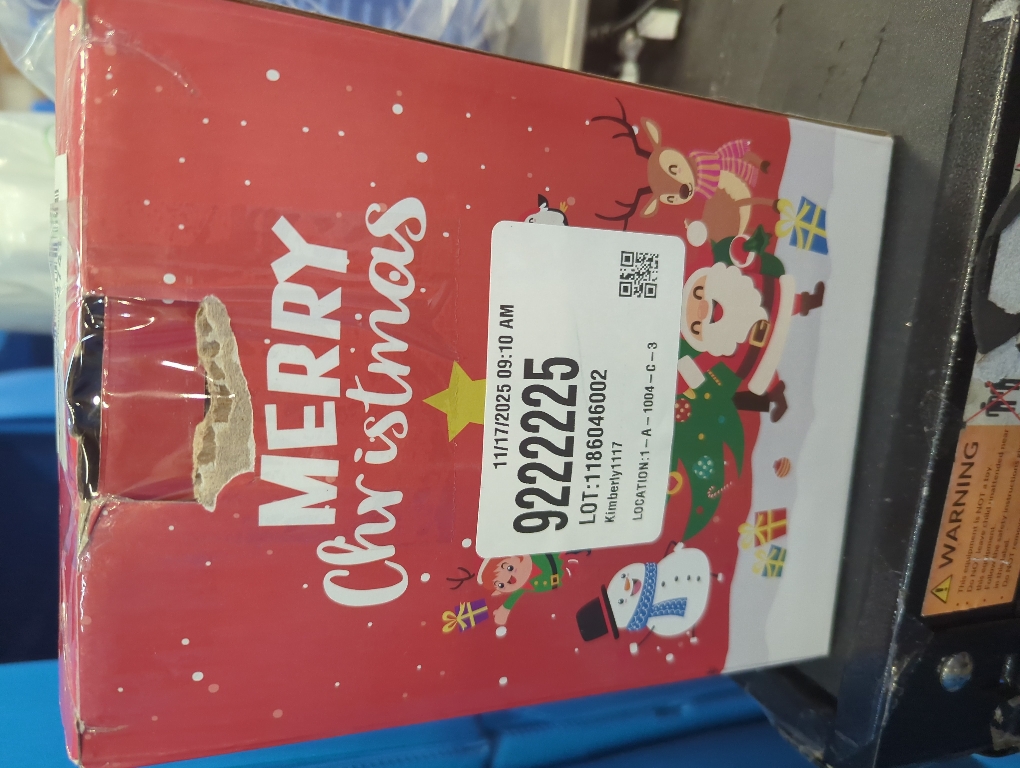 MERRY
Christmas
11/17/2025 09:10 AM
9222225
LOT:1186046002
Kimberly1117
LOCATION:1-A-1004-C-3
WARNING